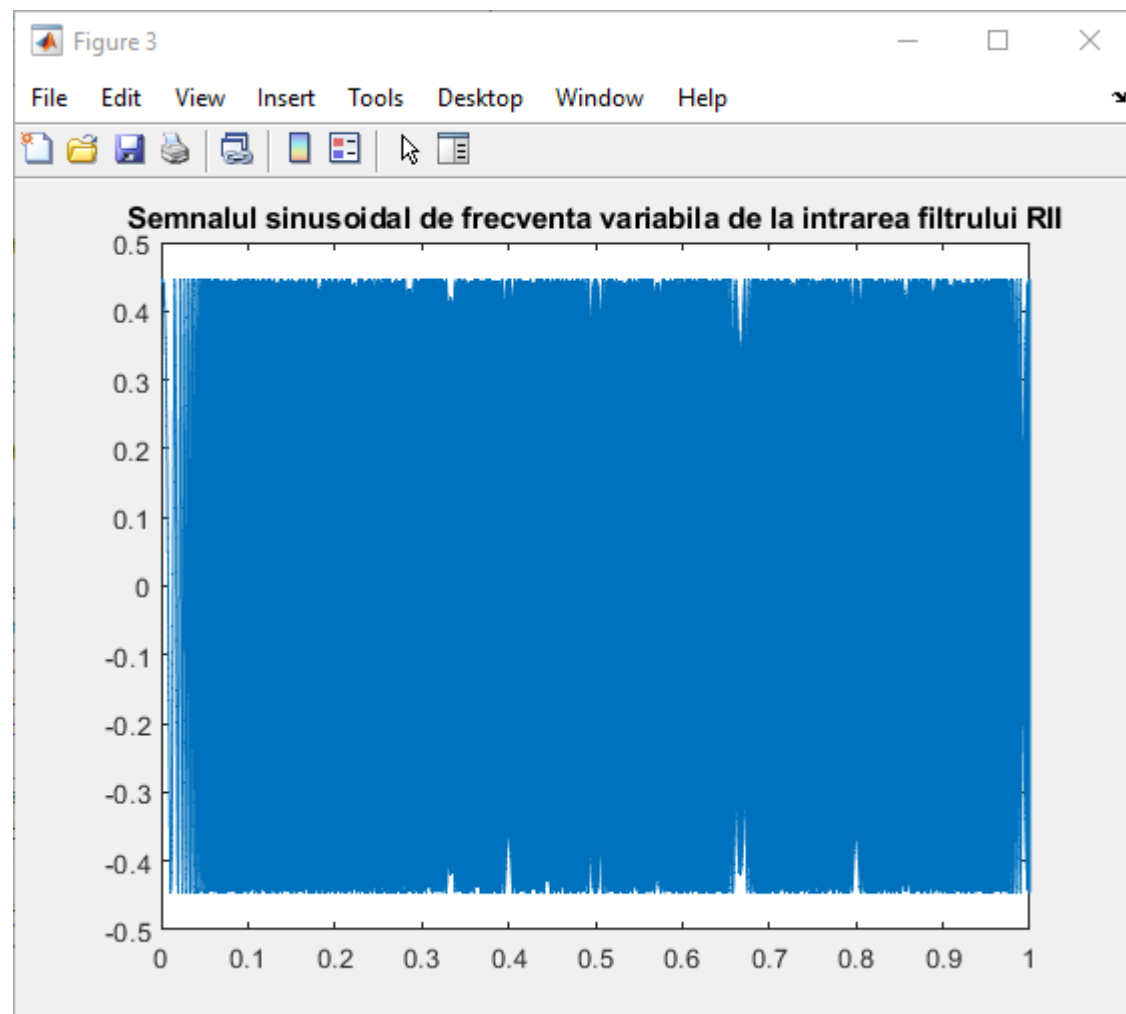 Figure 3
File Edit View Insert Tools Desktop Window Help
Semnalul sinusoidal de frecventa variabila de la intrarea filtrului RII
0.5
0.4
0.3
0.2
0.1
0
-0.1
-0.2
-0.3
-0.4
-0.5
0 0.1 0.2 0.3 0.4 0.5 0.6 0.7 0.8 0.9 1